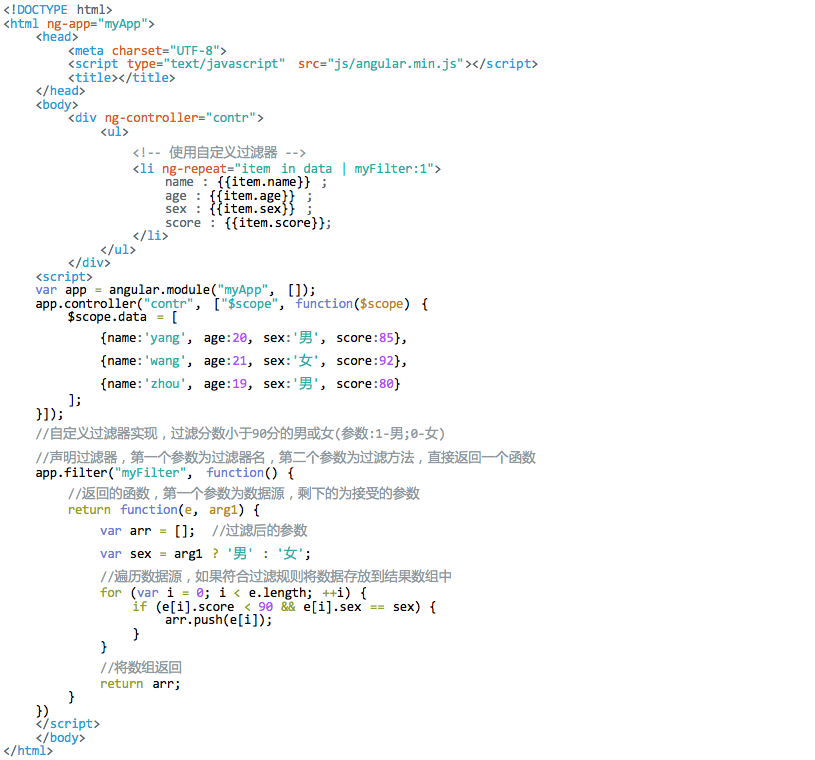 <!DOCTYPE html>
<html ng-app="myApp">
    <head>
        <meta charset="UTF-8">
        <script type="text/javascript" src="js/angular.min.js"></script>
        <title></title>
    </head>
    <body>
        <div ng-controller="contr">
            <ul>
                <!-- 使用自定义过滤器 -->
                <li ng-repeat="item in data | myFilter:1">
                    name : {{item.name}} ;
                    age : {{item.age}} ;
                    sex : {{item.sex}} ;
                    score : {{item.score}};
                </li>
            </ul>
        </div>
    <script>
    var app = angular.module("myApp", []);
    app.controller("contr", ["$scope", function($scope) {
        $scope.data = [
            {name:'yang', age:20, sex:'男', score:85},
            {name:'wang', age:21, sex:'女', score:92},
            {name:'zhou', age:19, sex:'男', score:80}
        ];
    }]);
    //自定义过滤器实现，过滤分数小于90分的男或女(参数:1-男;0-女)
    //声明过滤器，第一个参数为过滤器名，第二个参数为过滤方法，直接返回一个函数
    app.filter("myFilter", function() {
        //返回的函数，第一个参数为数据源，剩下的为接受的参数
        return function(e, arg1) {
            var arr = []; //过滤后的参数
            var sex = arg1 ? '男' : '女';
            //遍历数据源，如果符合过滤规则将数据存放到结果数组中
            for (var i = 0; i < e.length; ++i) {
                if (e[i].score < 90 && e[i].sex == sex) {
                    arr.push(e[i]);
                }
            }
            //将数组返回
            return arr;
        }
    })
    </script>
    </body>
</html>